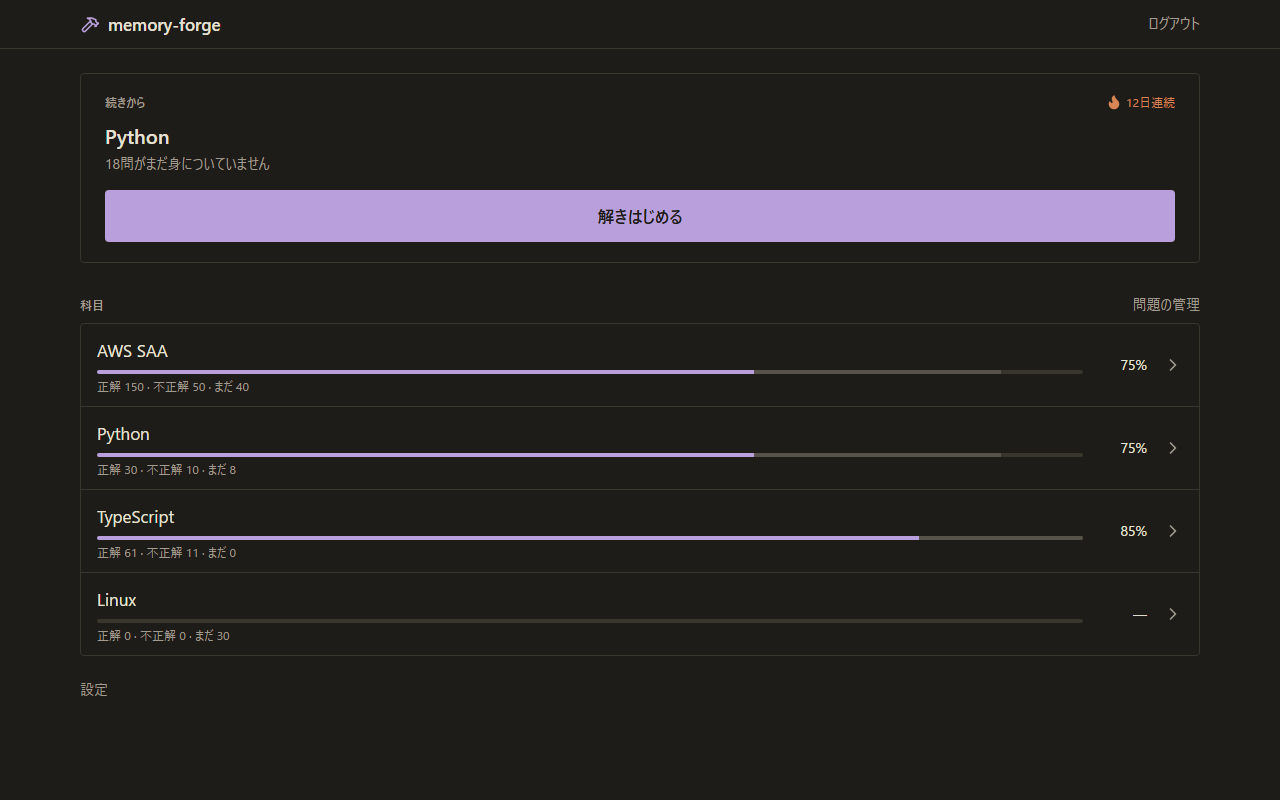 memory-forge
ログアウト
続きから
12日連続
Python
18問がまだ身についていません
解きはじめる
科目
問題の管理
AWS SAA
75%
正解 150 · 不正解 50 · まだ 40
Python
75%
正解 30 · 不正解 10 · まだ 8
TypeScript
85%
正解 61 · 不正解 11 · まだ 0
Linux
—
正解 0 · 不正解 0 · まだ 30
設定